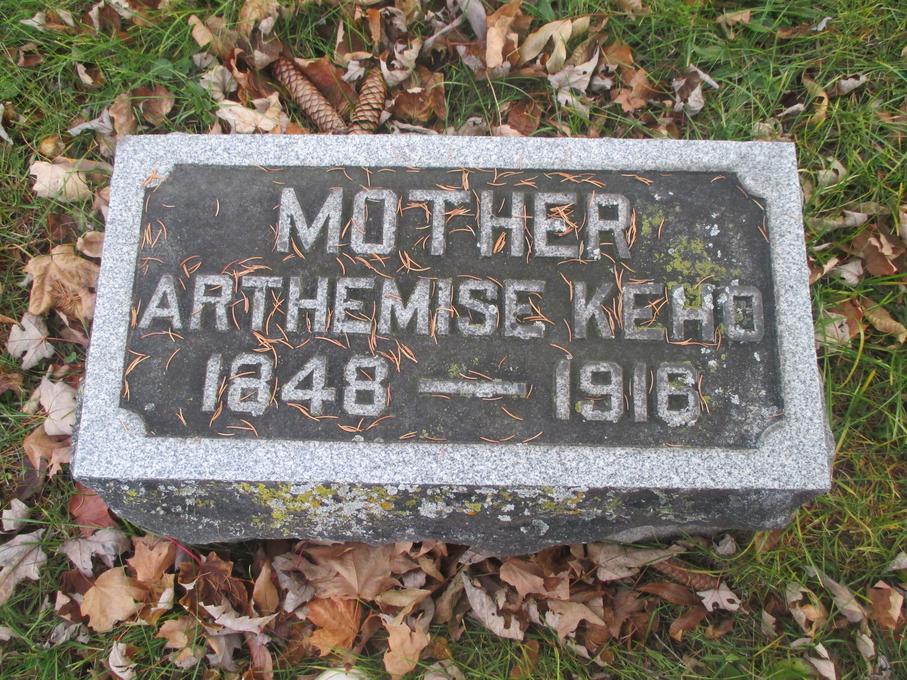 MOTHER
ARTHEMISE KEHO
1848 — 1916